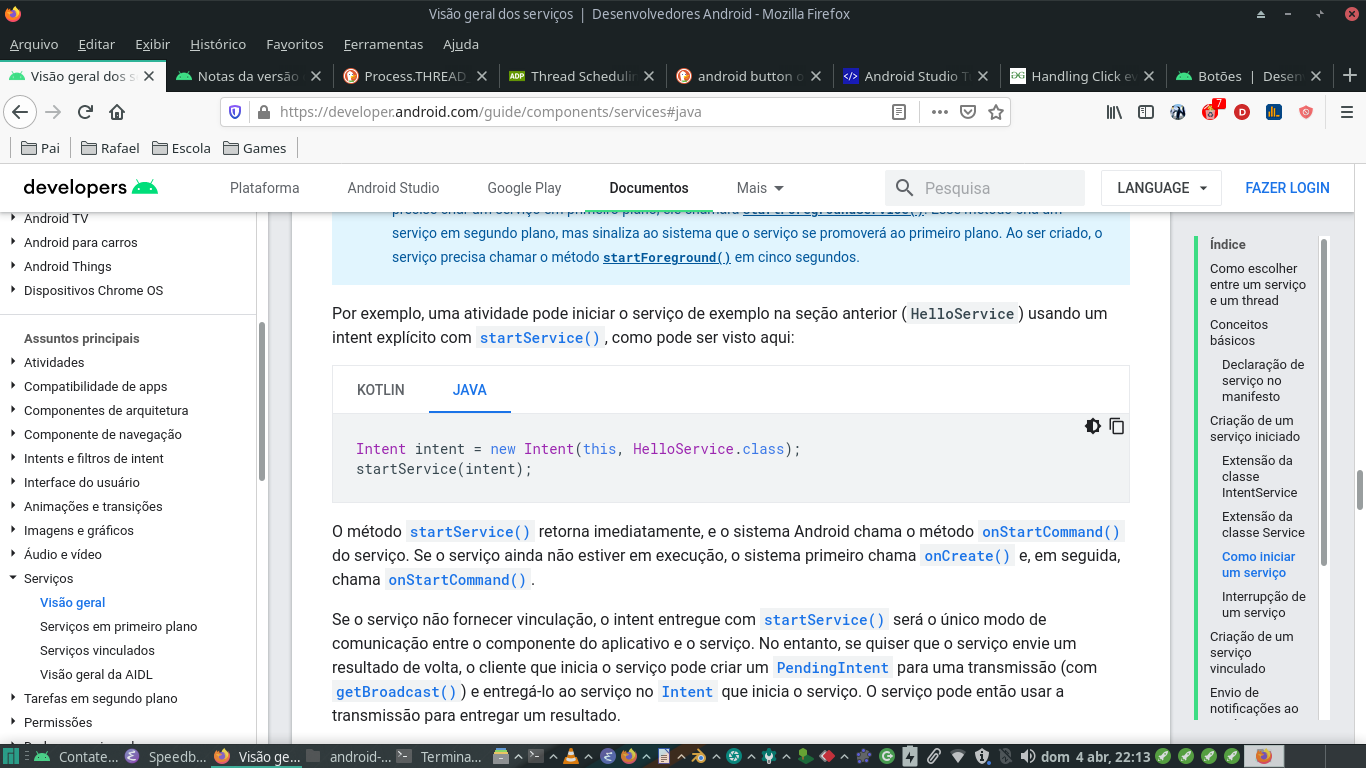 Visão geral dos serviços | Desenvolvedores Android - Mozilla Firefox
Arquivo Editar Exibir Histórico Favoritos Ferramentas Ajuda
Visão geral dos s Notas da versão Process.THREAD_ Thread Schedulin android button o Android Studio T Handling Click ev Botões | Desen
https://developer.android.com/guide/components/services#java
7
Pai Rafael Escola Games
developers Plataforma Android Studio Google Play Documentos Mais Pesquisa LANGUAGE FAZER LOGIN
Android TV
Android para carros
Android Things
Dispositivos Chrome OS
Assuntos principais
Atividades
Compatibilidade de apps
Componentes de arquitetura
Componente de navegação
Intents e filtros de intent
Interface do usuário
Animações e transições
Imagens e gráficos
Áudio e vídeo
Serviços
Visão geral
Serviços em primeiro plano
Serviços vinculados
Visão geral da AIDL
Tarefas em segundo plano
Permissões
serviço em segundo plano, mas sinaliza ao sistema que o serviço se promoverá ao primeiro plano. Ao ser criado, o
serviço precisa chamar o método startForeground() em cinco segundos.
Por exemplo, uma atividade pode iniciar o serviço de exemplo na seção anterior (HelloService) usando um
intent explícito com startService(), como pode ser visto aqui:
KOTLIN JAVA
Intent intent = new Intent(this, HelloService.class);
startService(intent);
O método startService() retorna imediatamente, e o sistema Android chama o método onStartCommand()
do serviço. Se o serviço ainda não estiver em execução, o sistema primeiro chama onCreate() e, em seguida,
chama onStartCommand().
Se o serviço não fornecer vinculação, o intent entregue com startService() será o único modo de
comunicação entre o componente do aplicativo e o serviço. No entanto, se quiser que o serviço envie um
resultado de volta, o cliente que inicia o serviço pode criar um PendingIntent para uma transmissão (com
getBroadcast()) e entregá-lo ao serviço no Intent que inicia o serviço. O serviço pode então usar a
transmissão para entregar um resultado.
Índice
Como escolher
entre um serviço
e um thread
Conceitos
básicos
Declaração de
serviço no
manifesto
Criação de um
serviço iniciado
Extensão da
classe
IntentService
Extensão da
classe Service
Como iniciar
um serviço
Interrupção de
um serviço
Criação de um
serviço
vinculado
Envio de
notificações ao
Contate... Speedb... Visão ge... android-... Termina... dom 4 abr, 22:13